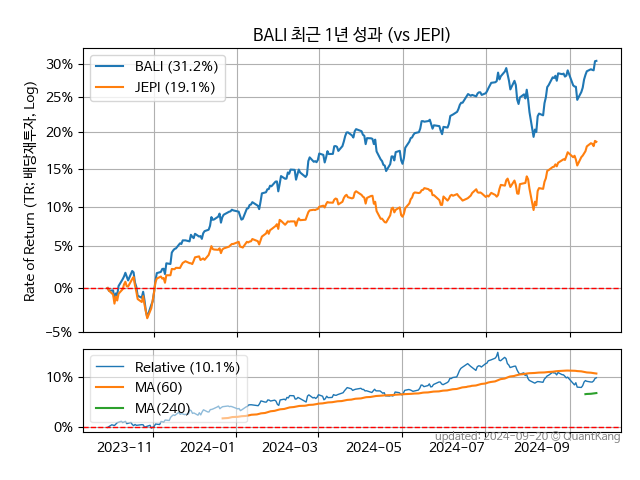 BALI 최근 1년 성과 (vs JEPI)
Rate of Return (TR: 배당재투자, Log)
30%
25%
20%
15%
10%
5%
0%
−5%
BALI (31.2%)
JEPI (19.1%)
10%
0%
Relative (10.1%)
MA(60)
MA(240)
2023−11 2024−01 2024−03 2024−05 2024−07 2024−09
updated: 2024-09-20 © QuantKang